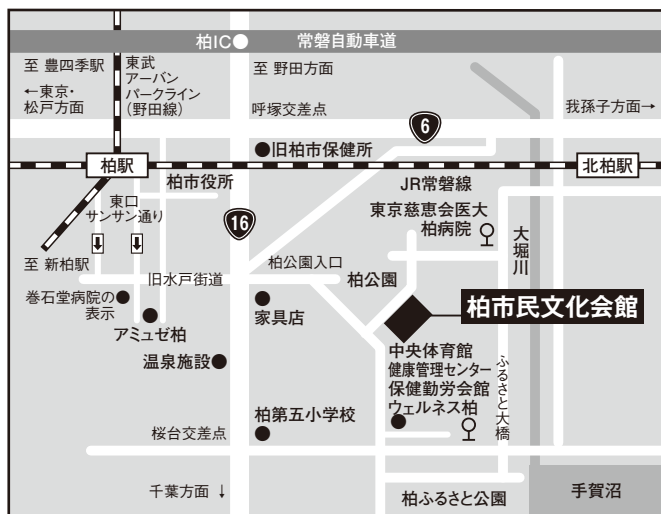 柏IC
常磐自動車道
至 豊四季駅
←東京・
松戸方面
東武
アーバン
パークライン
(野田線)
至 野田方面
呼塚交差点
我孫子方面→
6
旧柏市保健所
柏駅
北柏駅
柏市役所
JR常磐線
東口
サンサン通り
16
東京慈恵会医大
柏病院
大堀川
至 新柏駅
旧水戸街道
柏公園入口
柏公園
巻石堂病院の
表示
家具店
柏市民文化会館
アミュゼ柏
温泉施設
中央体育館
健康管理センター
保健勤労会館
ウェルネス柏
ふるさと大橋
柏第五小学校
桜台交差点
千葉方面 ↓
柏ふるさと公園
手賀沼